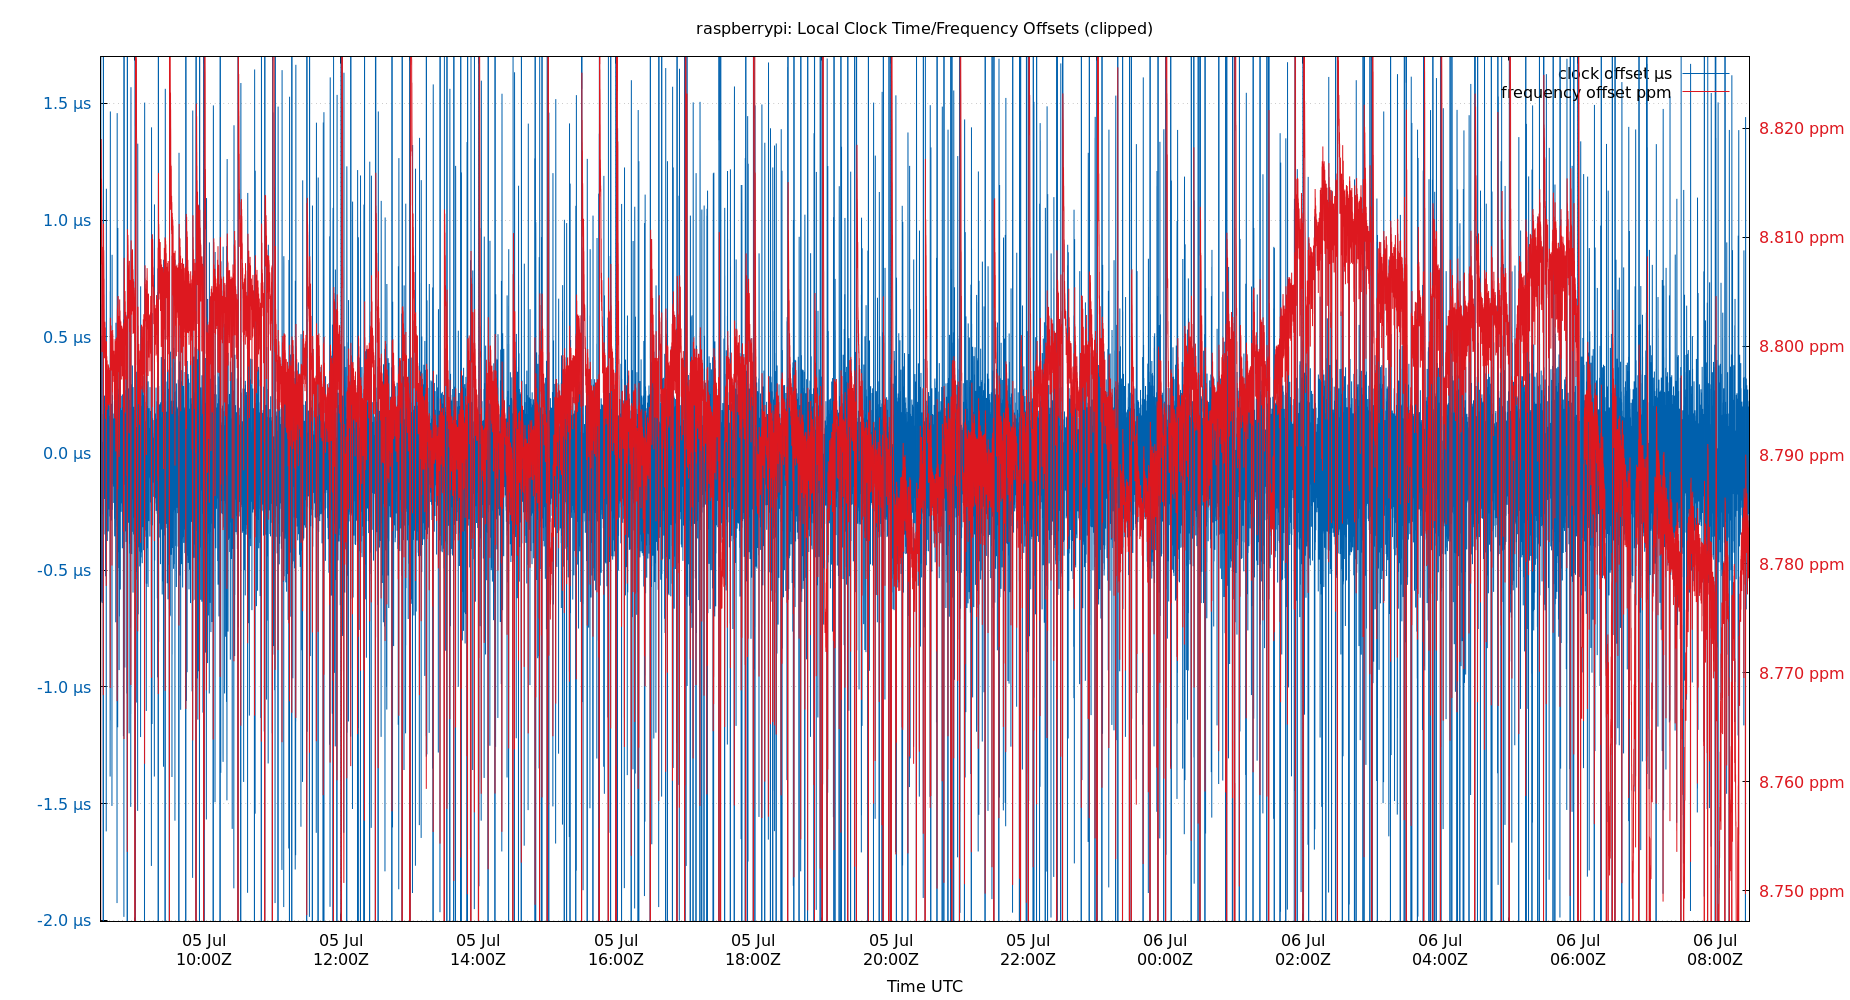 raspberrypi: Local Clock Time/Frequency Offsets (clipped)
clock offset µs
frequency offset ppm
1.5 µs
1.0 µs
0.5 µs
0.0 µs
-0.5 µs
-1.0 µs
-1.5 µs
-2.0 µs
8.820 ppm
8.810 ppm
8.800 ppm
8.790 ppm
8.780 ppm
8.770 ppm
8.760 ppm
8.750 ppm
05 Jul 05 Jul 05 Jul 05 Jul 05 Jul 05 Jul 05 Jul 06 Jul 06 Jul 06 Jul 06 Jul 06 Jul
10:00Z 12:00Z 14:00Z 16:00Z 18:00Z 20:00Z 22:00Z 00:00Z 02:00Z 04:00Z 06:00Z 08:00Z
Time UTC